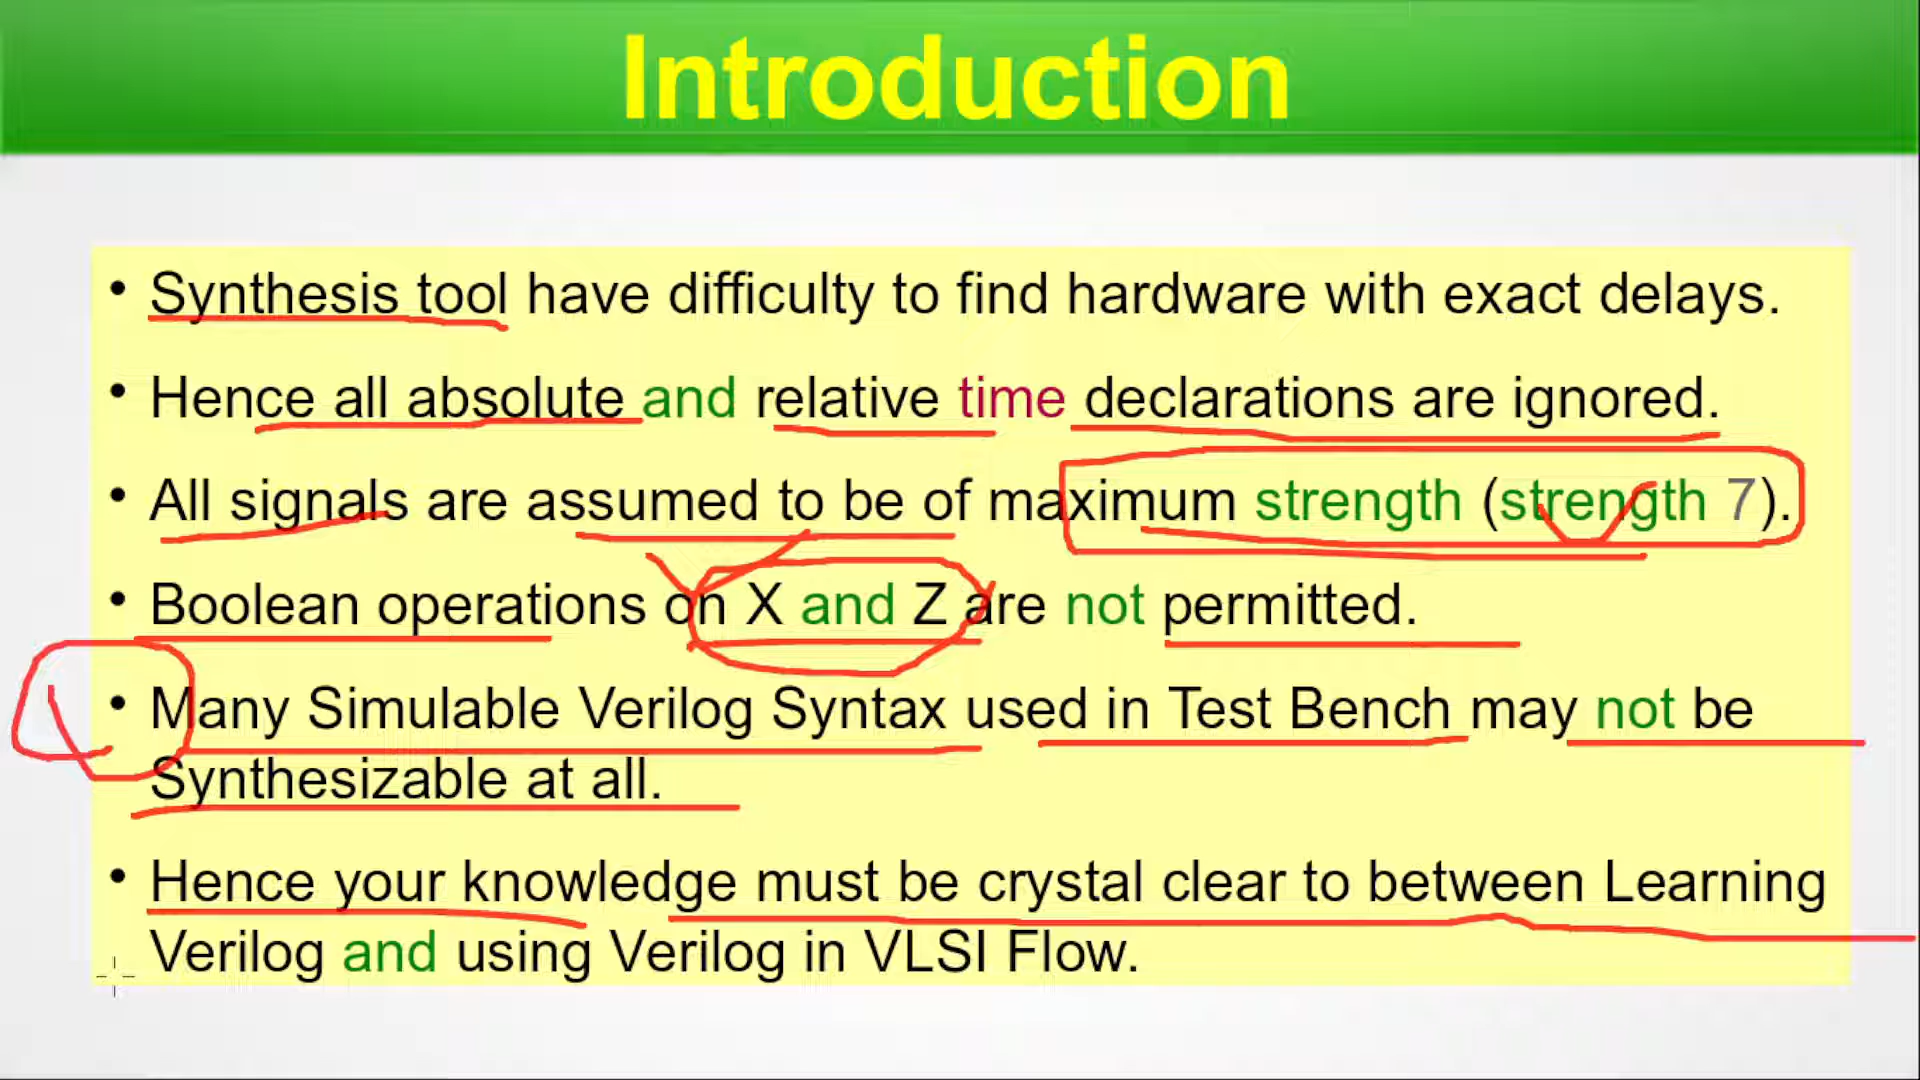 Introduction
• Synthesis tool have difficulty to find hardware with exact delays.
• Hence all absolute and relative time declarations are ignored.
• All signals are assumed to be of maximum strength (strength 7).
• Boolean operations on X and Z are not permitted.
• Many Simulable Verilog Syntax used in Test Bench may not be
Synthesizable at all.
• Hence your knowledge must be crystal clear to between Learning
Verilog and using Verilog in VLSI Flow.